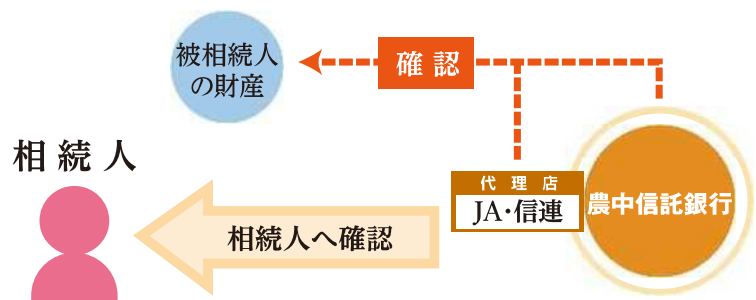 被相続人
の財産
確認
相続人
代理店
JA・信連
農中信託銀行
相続人へ確認